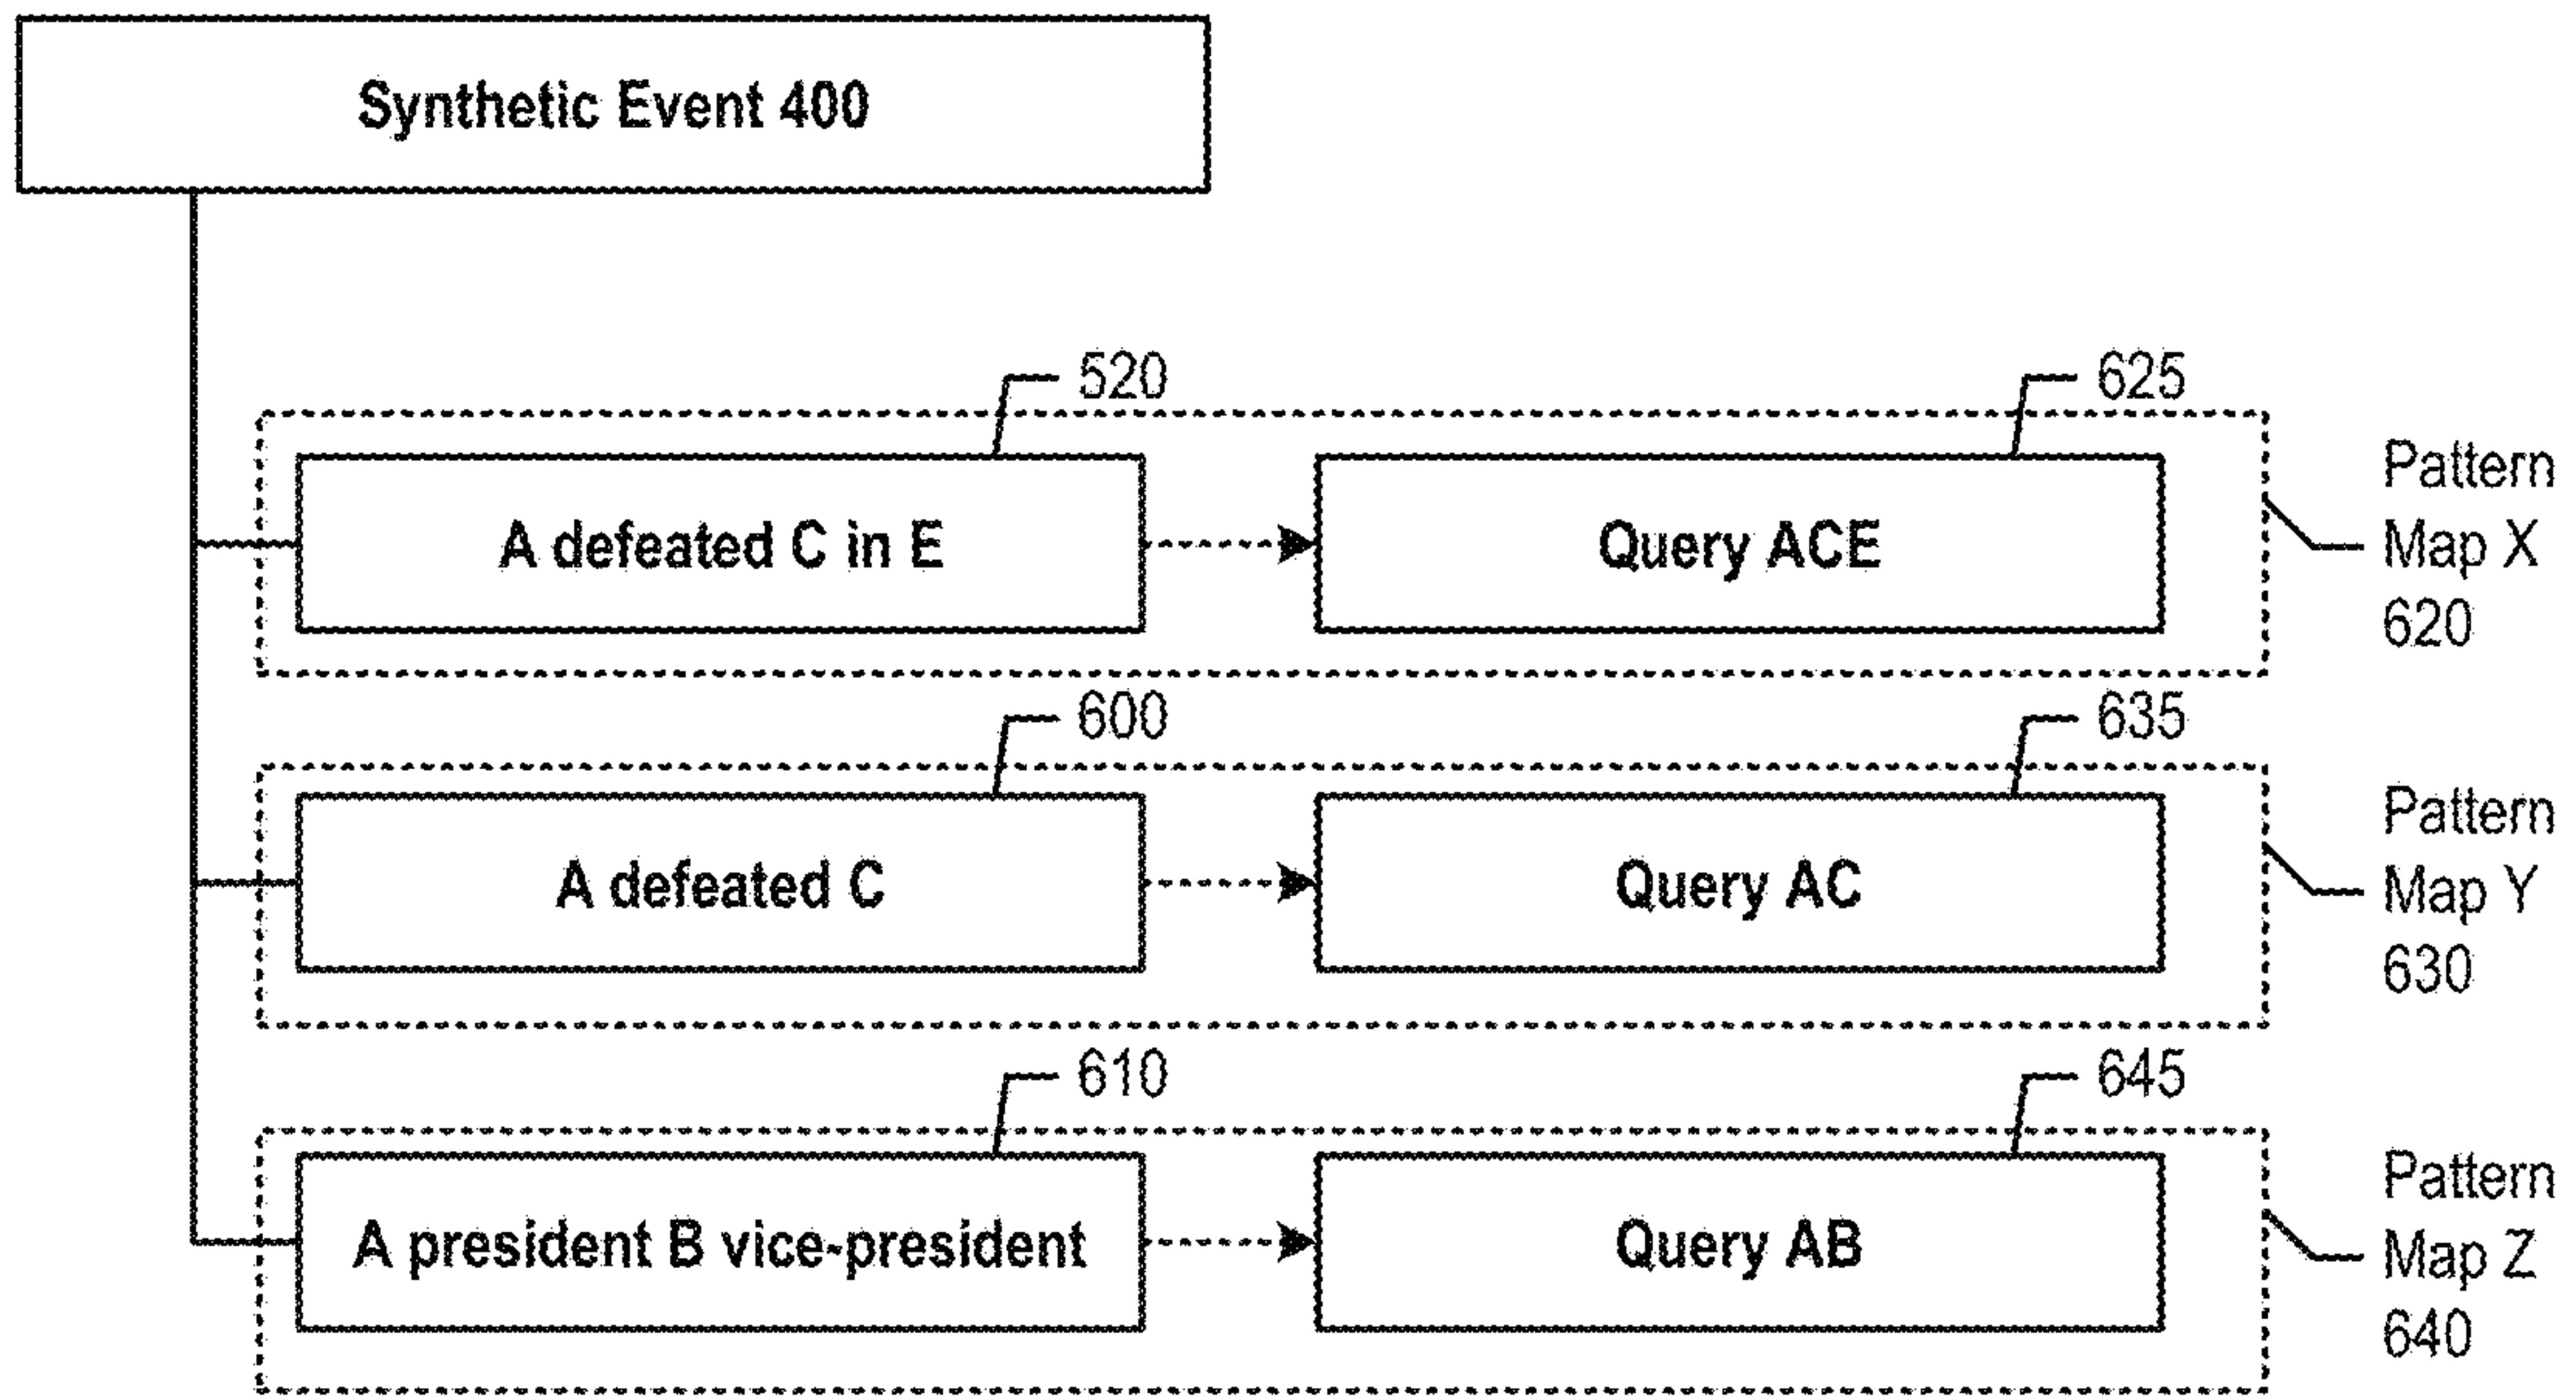 Synthetic Event 400
520
625
A defeated C in E
Query ACE
Pattern
Map X
620
600
635
A defeated C
Query AC
Pattern
Map Y
630
610
645
A president B vice-president
Query AB
Pattern
Map Z
640